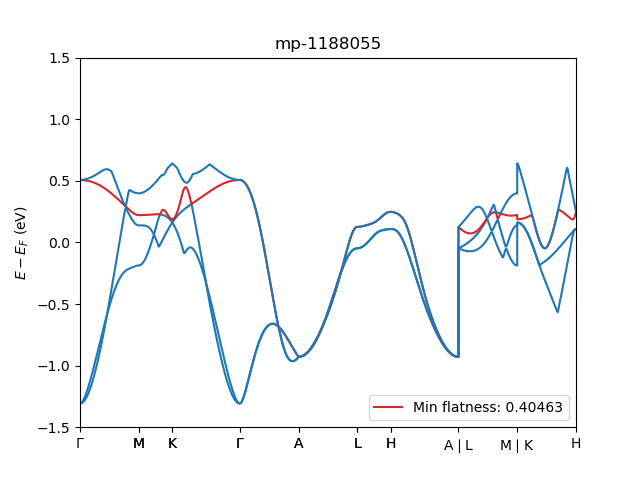 mp-1188055
E − E_F (eV)
1.5
1.0
0.5
0.0
−0.5
−1.0
−1.5
Min flatness: 0.40463
Γ M K Γ A L H A | L M | K H